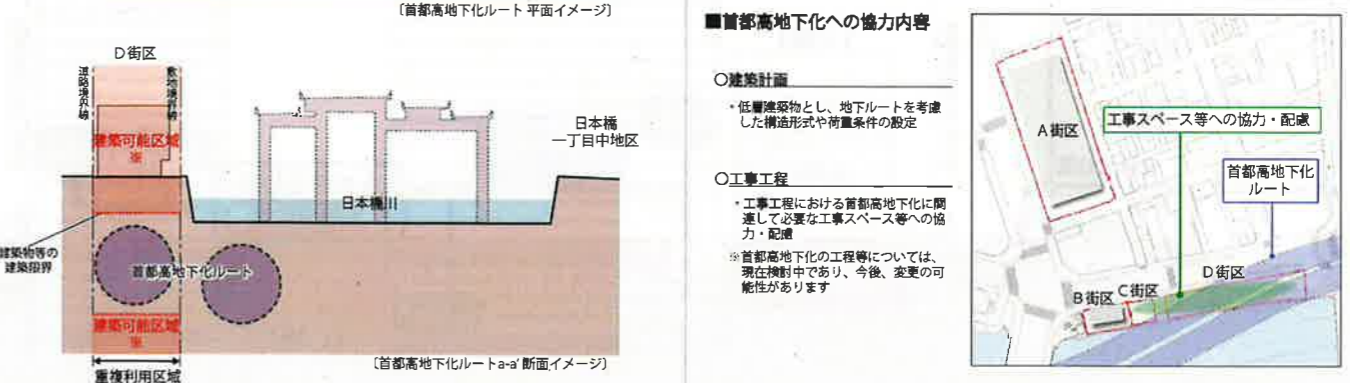 〔首都高地下化ルート 平面イメージ〕
D街区
道路境界線
敷地境界線
建築可能区域
※
日本橋
一丁目中地区
日本橋川
建築物等の
建築限界
首都高地下化ルート
建築可能区域
※
〔首都高地下化ルートa-a’断面イメージ〕
重複利用区域
■首都高地下化への協力内容
○建築計画
・低層建築物とし、地下ルートを考慮
した構造形式や荷重条件の設定
○工事工程
・工事工程における首都高地下化に関
連して必要な工事スペース等への協
力・配慮
※首都高地下化の工程等については、
現在検討中であり、今後、変更の可
能性があります
A街区
工事スペース等への協力・配慮
首都高地下化
ルート
D街区
C街区
B街区